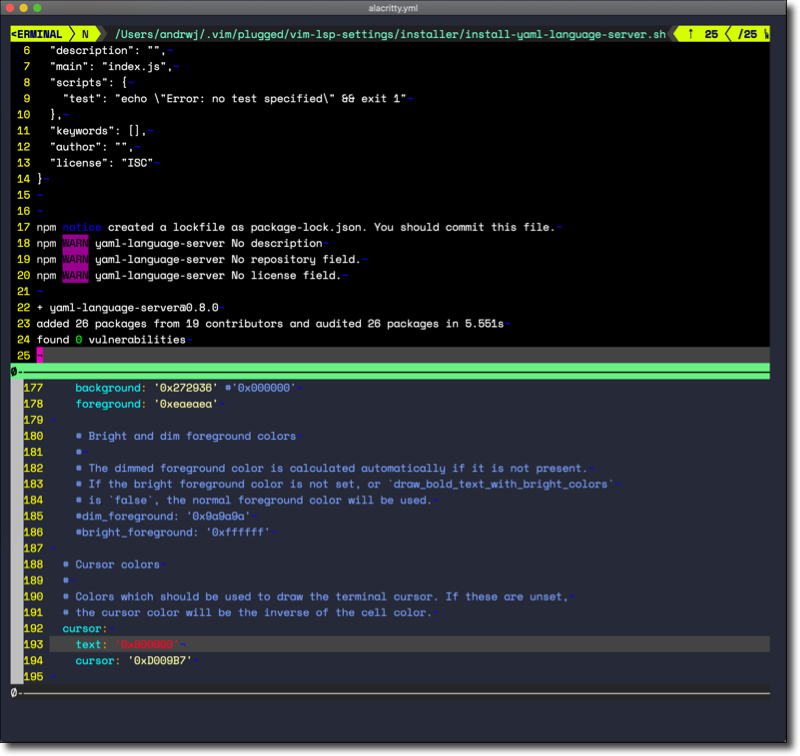 alacritty.yml
<ERMINAL N /Users/andrwj/.vim/plugged/vim-lsp-settings/installer/install-yaml-language-server.sh ↑ 25 /25
6 "description": "",¬
7 "main": "index.js",¬
8 "scripts": {¬
9 "test": "echo \"Error: no test specified\" && exit 1"¬
10 },¬
11 "keywords": [],¬
12 "author": "",¬
13 "license": "ISC"¬
14 }¬
15 ¬
16 ¬
17 npm notice created a lockfile as package-lock.json. You should commit this file.¬
18 npm WARN yaml-language-server No description¬
19 npm WARN yaml-language-server No repository field.¬
20 npm WARN yaml-language-server No license field.¬
21 ¬
22 + yaml-language-server@0.8.0¬
23 added 26 packages from 19 contributors and audited 26 packages in 5.551s¬
24 found 0 vulnerabilities¬
25 ¬
0-
177 background: '0x272936' #'0x000000'¬
178 foreground: '0xeaeaea'¬
179 ¬
180 # Bright and dim foreground colors¬
181 #¬
182 # The dimmed foreground color is calculated automatically if it is not present.¬
183 # If the bright foreground color is not set, or `draw_bold_text_with_bright_colors`¬
184 # is `false`, the normal foreground color will be used.¬
185 #dim_foreground: '0x9a9a9a'¬
186 #bright_foreground: '0xffffff'¬
187 ¬
188 # Cursor colors¬
189 #¬
190 # Colors which should be used to draw the terminal cursor. If these are unset,¬
191 # the cursor color will be the inverse of the cell color.¬
192 cursor:¬
193 text: '0x000000'¬
194 cursor: '0xD009B7'¬
195 ¬
0-